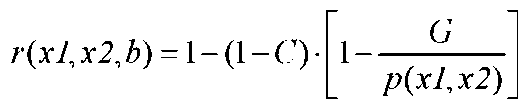 r(x1, x2, b) = 1 − (1 − C) · [1 − G / p(x1, x2)]